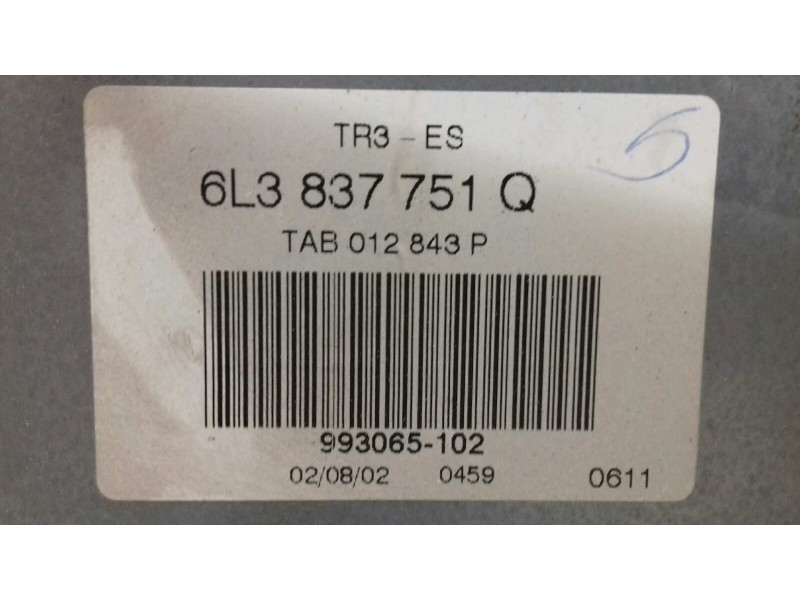 TR3 - ES
5
6L3 837 751 Q
TAB 012 843 P
993065-102
02/08/02 0459 0611